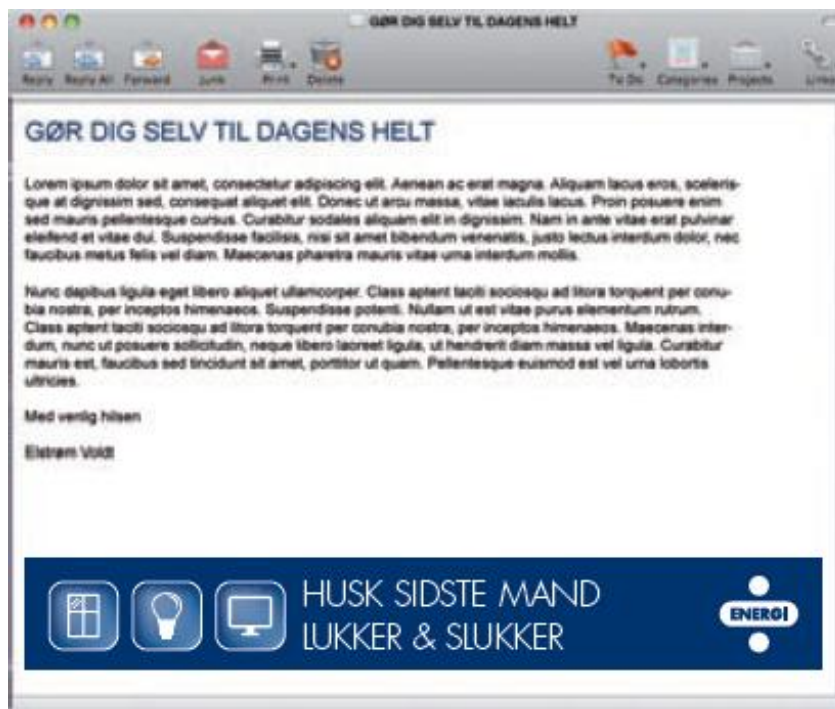 GØR DIG SELV TIL DAGENS HELT
Reply Reply All Forward Junk Print Delete To Do Categories Projects Links
GØR DIG SELV TIL DAGENS HELT
Lorem ipsum dolor sit amet, consectetur adipiscing elit. Aenean ac erat magna. Aliquam lacus eros, sceleris-
que at dignissim sed, consequat aliquet elit. Donec ut arcu massa, vitae iaculis lacus. Proin posuere enim
sed mauris pellentesque cursus. Curabitur sodales aliquam elit in dignissim. Nam in ante vitae erat pulvinar
eleifend et vitae dui. Suspendisse facilisis, nisi sit amet bibendum venenatis, justo lectus interdum dolor, nec
faucibus metus felis vel diam. Maecenas pharetra mauris vitae urna interdum mollis.
Nunc dapibus ligula eget libero aliquet ullamcorper. Class aptent taciti sociosqu ad litora torquent per conu-
bia nostra, per inceptos himenaeos. Suspendisse potenti. Nullam ut est vitae purus elementum rutrum.
Class aptent taciti sociosqu ad litora torquent per conubia nostra, per inceptos himenaeos. Maecenas inter-
dum, nunc ut posuere sollicitudin, neque libero laoreet ligula, ut hendrerit diam massa vel ligula. Curabitur
mauris est, faucibus sed tincidunt sit amet, porttitor ut quam. Pellentesque euismod est vel urna lobortis
ultricies.
Med venlig hilsen
Elstrøm Voldt
HUSK SIDSTE MAND
LUKKER & SLUKKER
ENERGI